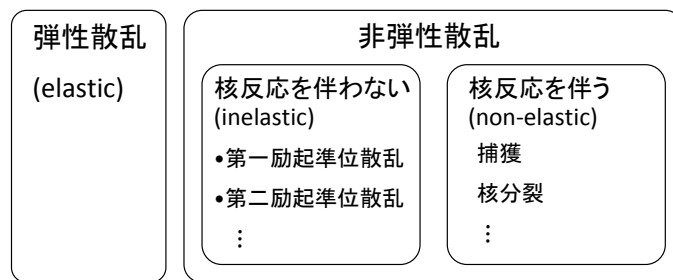 弾性散乱
(elastic)
非弾性散乱
核反応を伴わない
(inelastic)
•第一励起準位散乱
•第二励起準位散乱
⋮
核反応を伴う
(non-elastic)
捕獲
核分裂
⋮